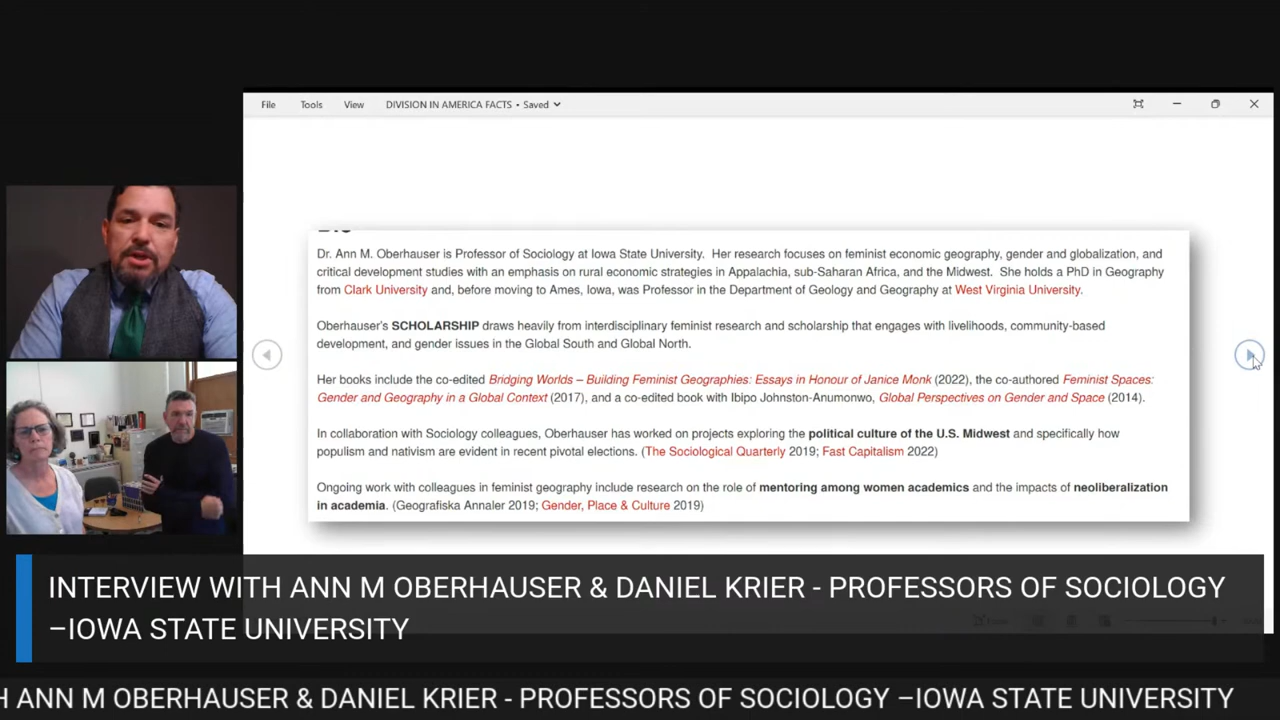 File Tools View DIVISION IN AMERICA FACTS • Saved
Dr. Ann M. Oberhauser is Professor of Sociology at Iowa State University. Her research focuses on feminist economic geography, gender and globalization, and
critical development studies with an emphasis on rural economic strategies in Appalachia, sub-Saharan Africa, and the Midwest. She holds a PhD in Geography
from Clark University and, before moving to Ames, Iowa, was Professor in the Department of Geology and Geography at West Virginia University.
Oberhauser's SCHOLARSHIP draws heavily from interdisciplinary feminist research and scholarship that engages with livelihoods, community-based
development, and gender issues in the Global South and Global North.
Her books include the co-edited Bridging Worlds – Building Feminist Geographies: Essays in Honour of Janice Monk (2022), the co-authored Feminist Spaces:
Gender and Geography in a Global Context (2017), and a co-edited book with Ibipo Johnston-Anumonwo, Global Perspectives on Gender and Space (2014).
In collaboration with Sociology colleagues, Oberhauser has worked on projects exploring the political culture of the U.S. Midwest and specifically how
populism and nativism are evident in recent pivotal elections. (The Sociological Quarterly 2019; Fast Capitalism 2022)
Ongoing work with colleagues in feminist geography include research on the role of mentoring among women academics and the impacts of neoliberalization
in academia. (Geografiska Annaler 2019; Gender, Place & Culture 2019)
INTERVIEW WITH ANN M OBERHAUSER & DANIEL KRIER - PROFESSORS OF SOCIOLOGY
–IOWA STATE UNIVERSITY
H ANN M OBERHAUSER & DANIEL KRIER - PROFESSORS OF SOCIOLOGY –IOWA STATE UNIVERSITY